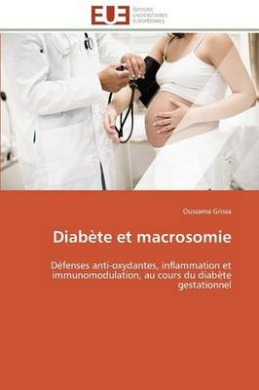 EUE
ÉDITIONS
UNIVERSITAIRES
EUROPÉENNES
Oussama Grissa
Diabète et macrosomie
Défenses anti-oxydantes, inflammation et
immunomodulation, au cours du diabète
gestationnel